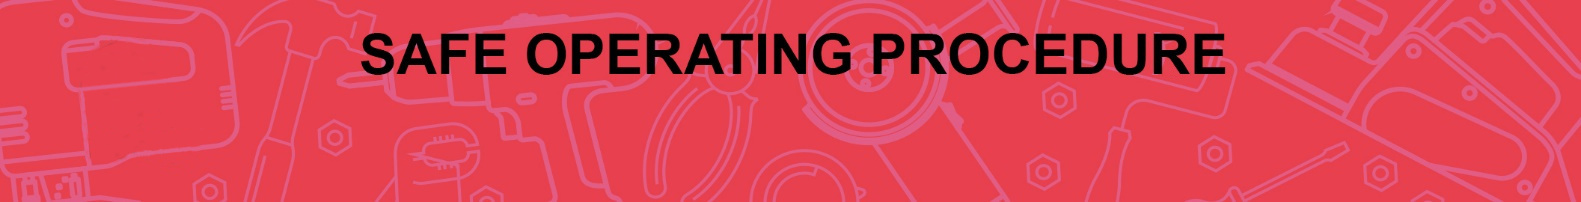 SAFE OPERATING PROCEDURE